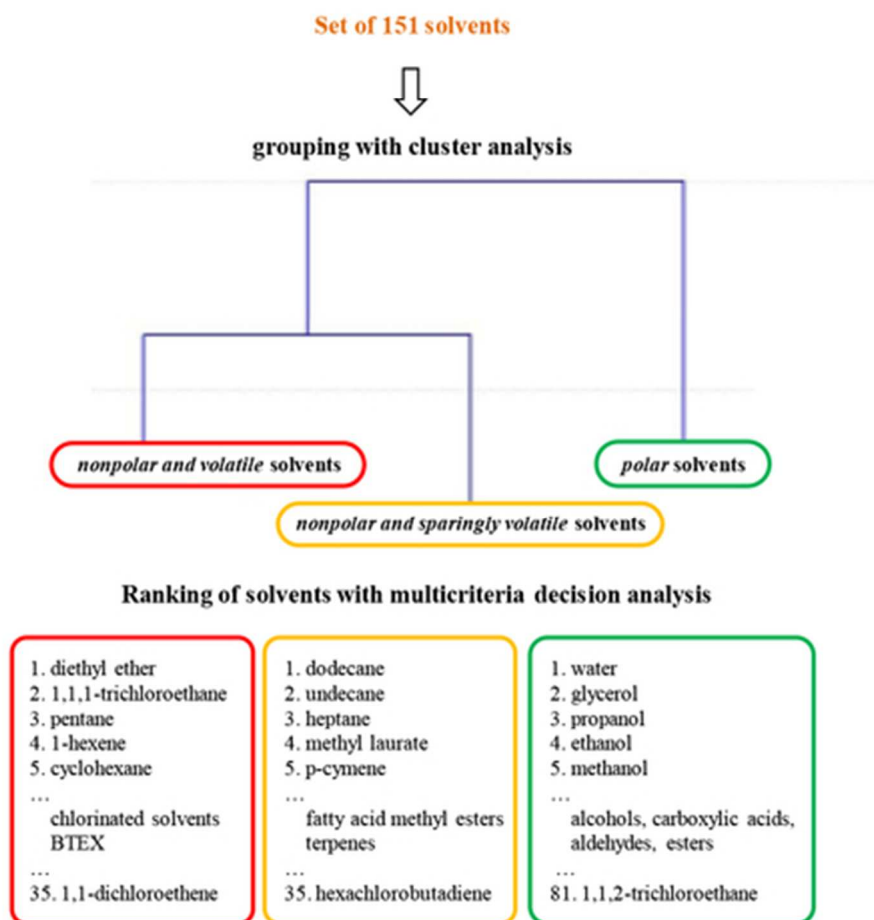 Set of 151 solvents
grouping with cluster analysis
nonpolar and volatile solvents
polar solvents
nonpolar and sparingly volatile solvents
Ranking of solvents with multicriteria decision analysis
1. diethyl ether
2. 1,1,1-trichloroethane
3. pentane
4. 1-hexene
5. cyclohexane
...
chlorinated solvents
BTEX
...
35. 1,1-dichloroethene
1. dodecane
2. undecane
3. heptane
4. methyl laurate
5. p-cymene
...
fatty acid methyl esters
terpenes
...
35. hexachlorobutadiene
1. water
2. glycerol
3. propanol
4. ethanol
5. methanol
...
alcohols, carboxylic acids,
aldehydes, esters
...
81. 1,1,2-trichloroethane